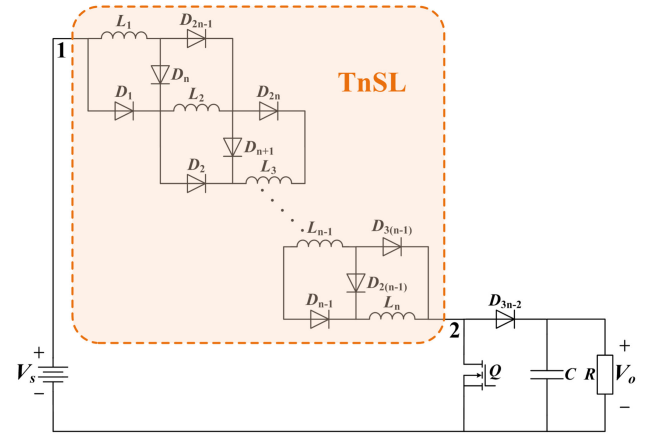 L1
D2n-1
1
Dn
TnSL
D1
L2
D2n
D2
Dn+1
L3
Ln-1
D3(n-1)
D2(n-1)
Dn-1
Ln
2
D3n-2
+
Vs
−
Q
C
R
+
Vo
−